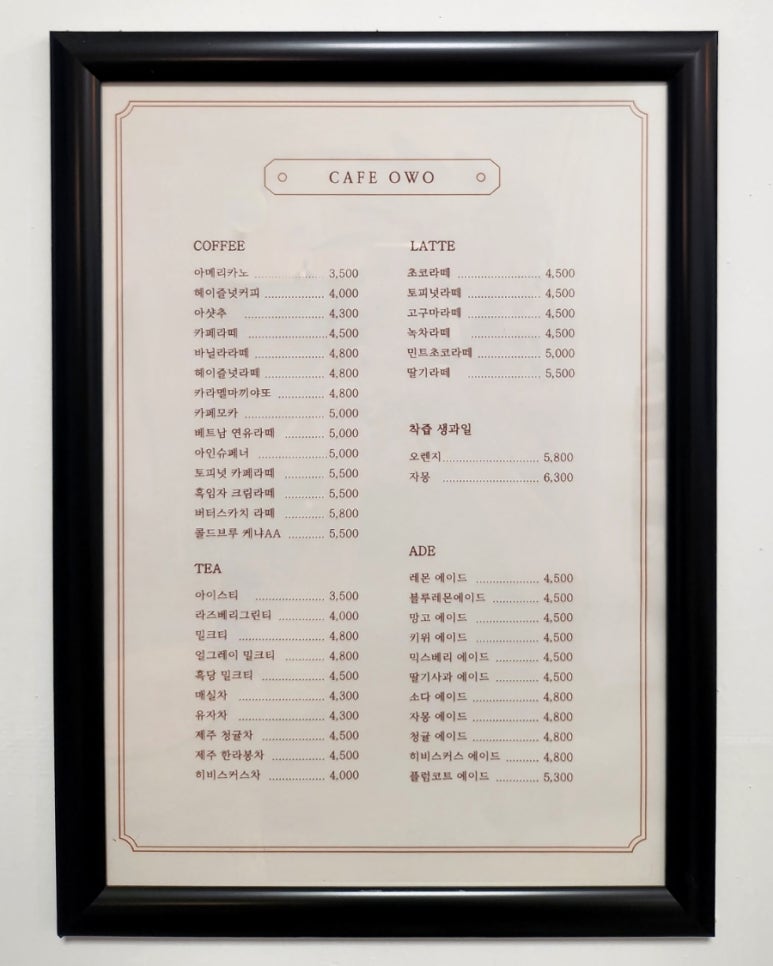 CAFE OWO
COFFEE
아메리카노 ........................ 3,500
헤이즐넛커피 .................... 4,000
아샷추 .......................... 4,300
카페라떼 ........................... 4,500
바닐라라떼 ........................ 4,800
헤이즐넛라떼 .................... 4,800
카라멜마끼야또 ............... 4,800
카페모카 .......................... 5,000
베트남 연유라떼 ............. 5,000
아인슈페너 ...................... 5,000
토피넛 카페라떼 ............. 5,500
흑임자 크림라떼 ............. 5,500
버터스카치 라떼 ............. 5,800
콜드브루 케냐AA ............ 5,500
TEA
아이스티 ....................... 3,500
라즈베리그린티 ............... 4,000
밀크티 ............................. 4,800
얼그레이 밀크티 ............. 4,800
흑당 밀크티 ..................... 4,500
매실차 ............................. 4,300
유자차 ............................. 4,300
제주 청귤차 ..................... 4,500
제주 한라봉차 ................. 4,500
히비스커스차 .................. 4,000
LATTE
초코라떼 ........................... 4,500
토피넛라떼 ........................ 4,500
고구마라떼 ........................ 4,500
녹차라떼 ....................... 4,500
민트초코라떼 ..................... 5,000
딸기라떼 ........................ 5,500
착즙 생과일
오렌지................................ 5,800
자몽 ................................ 6,300
ADE
레몬 에이드 ..................... 4,500
블루레몬에이드 ................ 4,500
망고 에이드 ..................... 4,500
키위 에이드 ..................... 4,500
믹스베리 에이드 ............... 4,500
딸기사과 에이드 ............... 4,500
소다 에이드 ...................... 4,800
자몽 에이드 ...................... 4,800
청귤 에이드 ...................... 4,800
히비스커스 에이드 ........... 4,800
플럼코트 에이드 ............... 5,300